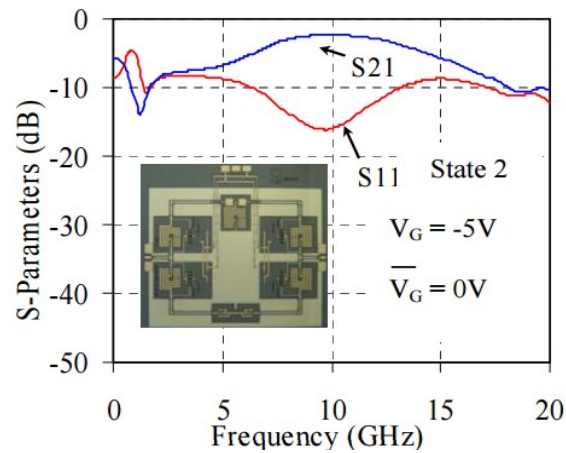 0
-10
-20
-30
-40
-50
S-Parameters (dB)
S21
S11
State 2
V_G = -5V
V̅_G̅ = 0V
0 5 10 15 20
Frequency (GHz)